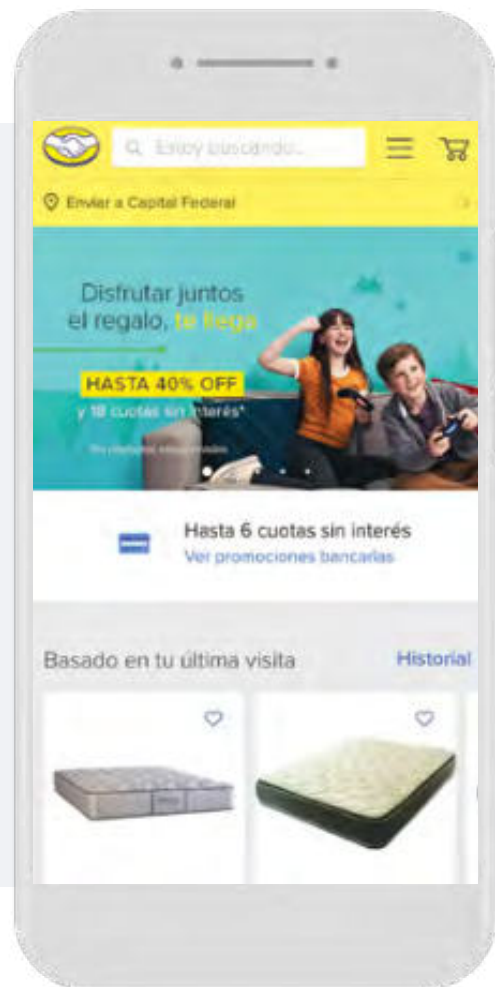 Estoy buscando...
Enviar a Capital Federal
Disfrutar juntos
el regalo, te llega
HASTA 40% OFF
y 18 cuotas sin interés*
Hasta 6 cuotas sin interés
Ver promociones bancarias
Basado en tu última visita
Historial